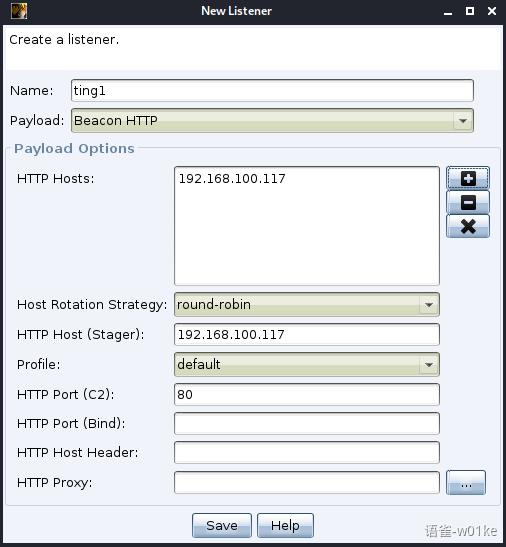 New Listener
Create a listener.
Name: ting1
Payload: Beacon HTTP
Payload Options
HTTP Hosts: 192.168.100.117
Host Rotation Strategy: round-robin
HTTP Host (Stager): 192.168.100.117
Profile: default
HTTP Port (C2): 80
HTTP Port (Bind):
HTTP Host Header:
HTTP Proxy: ...
Save Help
语雀-w01ke